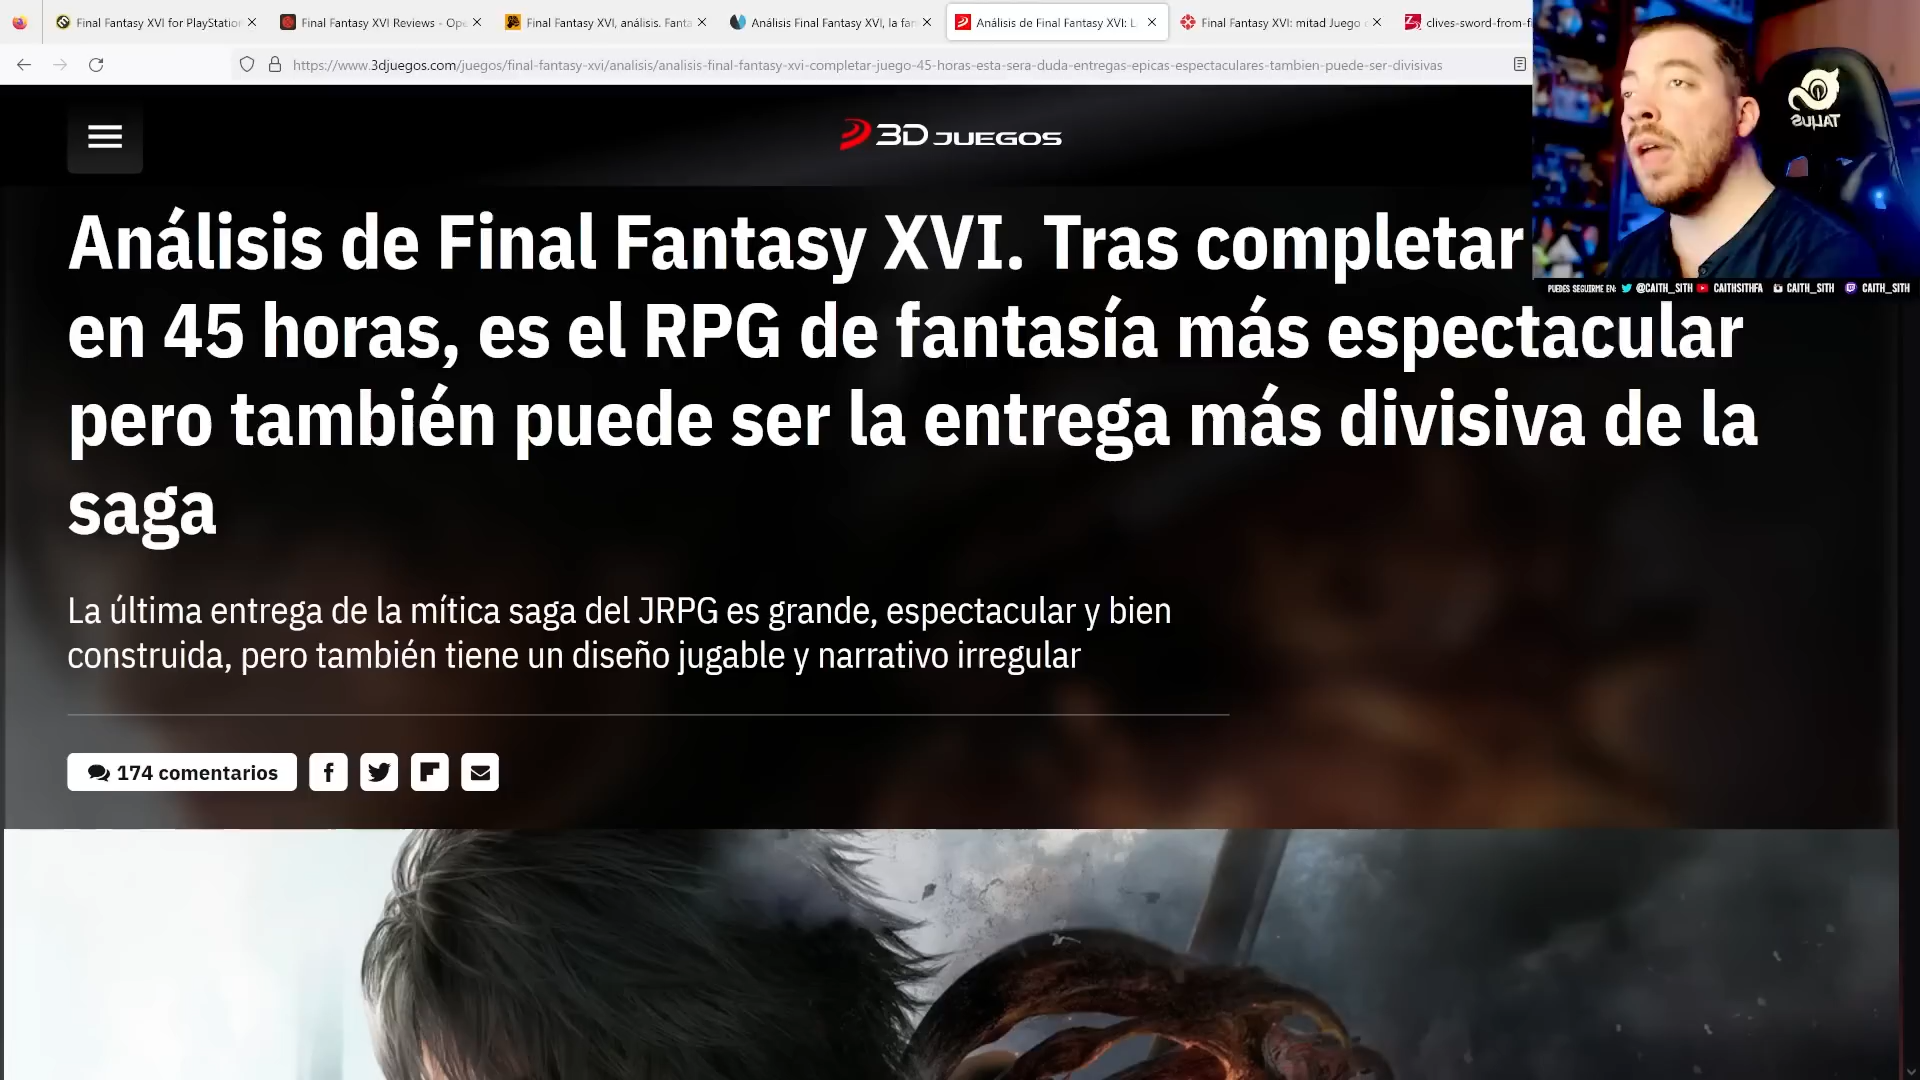 Final Fantasy XVI for PlayStatio
Final Fantasy XVI Reviews - Ope
Final Fantasy XVI, análisis. Fanta
Análisis Final Fantasy XVI, la fan
Análisis de Final Fantasy XVI: L
Final Fantasy XVI: mitad Juego
clives-sword-from-fi
https://www.3djuegos.com/juegos/final-fantasy-xvi/analisis/analisis-final-fantasy-xvi-completar-juego-45-horas-esta-sera-duda-entregas-epicas-espectaculares-tambien-puede-ser-divisivas
TALIUS
PUEDES SEGUIRME EN: @CAITH_SITH CAITHSITHFA CAITH_SITH CAITH_SITH
3D JUEGOS
Análisis de Final Fantasy XVI. Tras completar
en 45 horas, es el RPG de fantasía más espectacular
pero también puede ser la entrega más divisiva de la
saga
La última entrega de la mítica saga del JRPG es grande, espectacular y bien
construida, pero también tiene un diseño jugable y narrativo irregular
174 comentarios